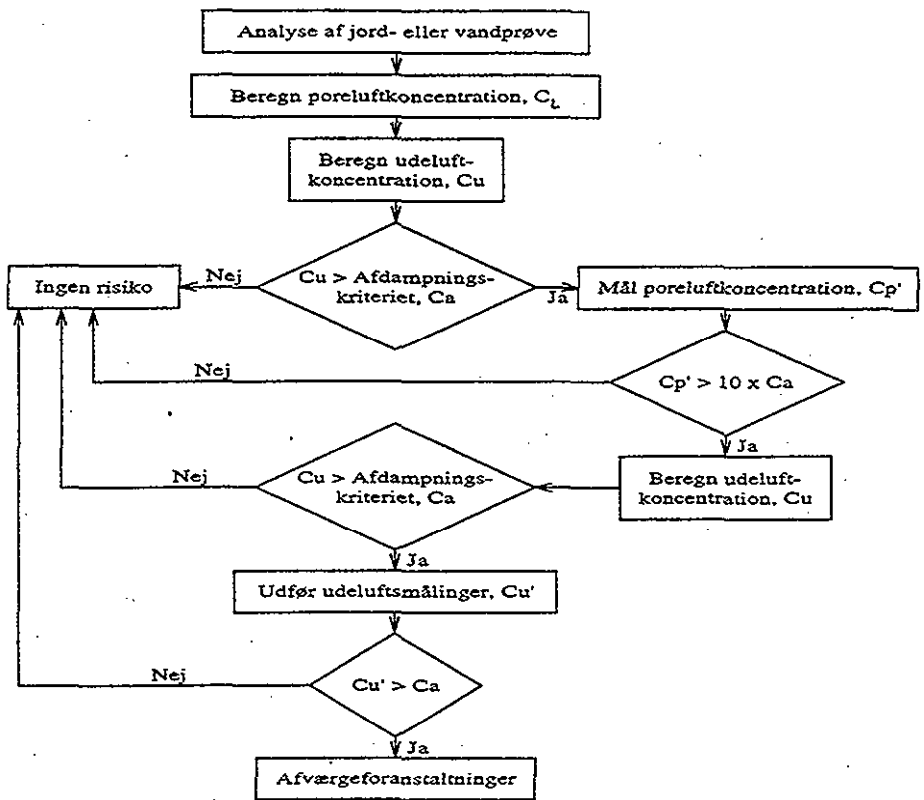 Analyse af jord- eller vandprøve
Beregn poreluftkoncentration, C_L
Beregn udeluft-
koncentration, Cu
Cu > Afdampnings-
kriteriet, Ca
Nej
Ja
Ingen risiko
Mål poreluftkoncentration, Cp'
Cp' > 10 x Ca
Nej
Ja
Beregn udeluft-
koncentration, Cu
Cu > Afdampnings-
kriteriet, Ca
Nej
Ja
Udfør udeluftsmålinger, Cu'
Cu' > Ca
Nej
Ja
Afværgeforanstaltninger